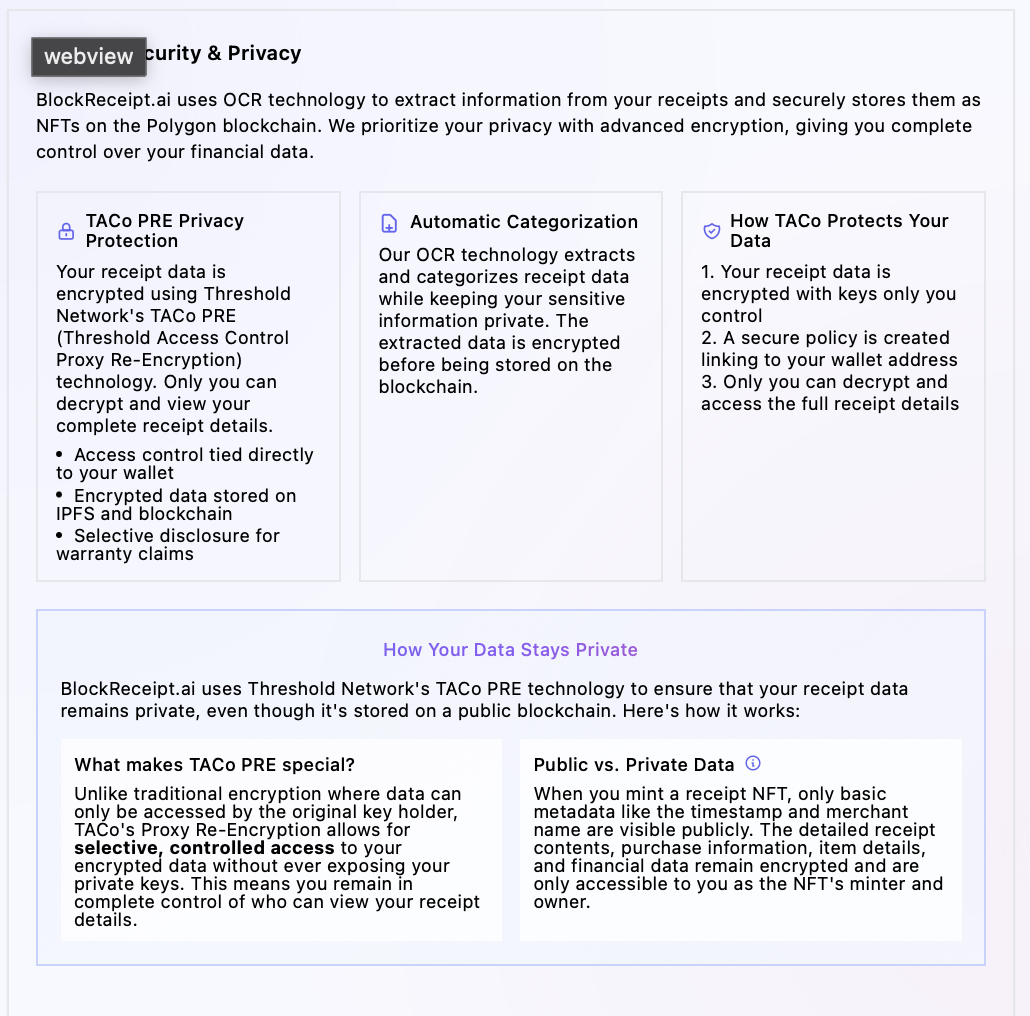 webview
curity & Privacy
BlockReceipt.ai uses OCR technology to extract information from your receipts and securely stores them as
NFTs on the Polygon blockchain. We prioritize your privacy with advanced encryption, giving you complete
control over your financial data.
TACo PRE Privacy
Protection
Your receipt data is
encrypted using Threshold
Network's TACo PRE
(Threshold Access Control
Proxy Re-Encryption)
technology. Only you can
decrypt and view your
complete receipt details.
• Access control tied directly
to your wallet
• Encrypted data stored on
IPFS and blockchain
• Selective disclosure for
warranty claims
Automatic Categorization
Our OCR technology extracts
and categorizes receipt data
while keeping your sensitive
information private. The
extracted data is encrypted
before being stored on the
blockchain.
How TACo Protects Your
Data
1. Your receipt data is
encrypted with keys only you
control
2. A secure policy is created
linking to your wallet address
3. Only you can decrypt and
access the full receipt details
How Your Data Stays Private
BlockReceipt.ai uses Threshold Network's TACo PRE technology to ensure that your receipt data
remains private, even though it's stored on a public blockchain. Here's how it works:
What makes TACo PRE special?
Unlike traditional encryption where data can
only be accessed by the original key holder,
TACo's Proxy Re-Encryption allows for
selective, controlled access to your
encrypted data without ever exposing your
private keys. This means you remain in
complete control of who can view your receipt
details.
Public vs. Private Data
When you mint a receipt NFT, only basic
metadata like the timestamp and merchant
name are visible publicly. The detailed receipt
contents, purchase information, item details,
and financial data remain encrypted and are
only accessible to you as the NFT's minter and
owner.